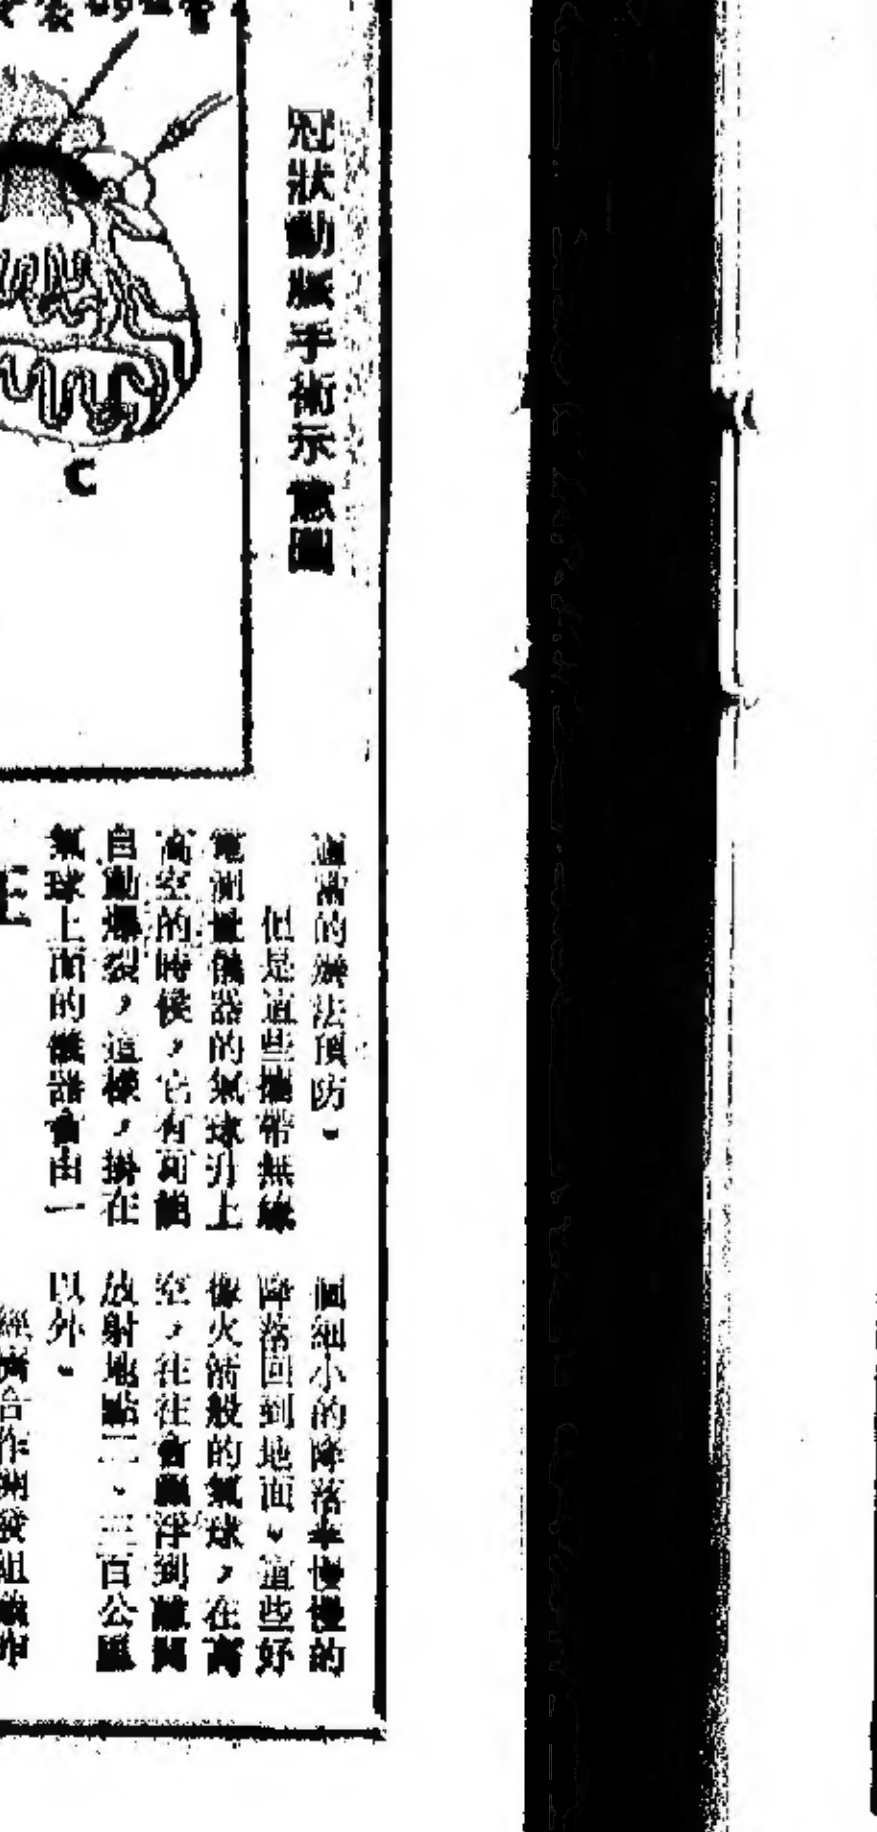 冠狀動脈手術示意圖
C
通常的辦法預防。
但是這些攜帶無線
電測量儀器的氣球升上
高空的時候，它有可能
自動爆裂，這樣，掛在
氣球上面的儀器會由一
個細小的降落傘慢慢的
降落回到地面。這些好
像火箭般的氣球，在高
空，往往會飄浮到離開
放射地點二、三百公里
以外。
經濟合作開發組織